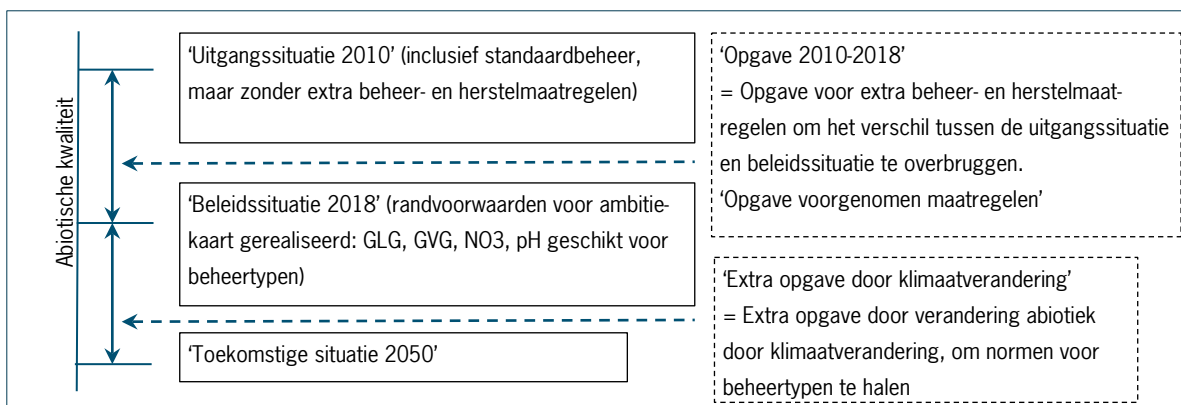 Abiotische kwaliteit
‘Uitgangssituatie 2010’ (inclusief standaardbeheer,
maar zonder extra beheer- en herstelmaatregelen)
‘Beleidssituatie 2018’ (randvoorwaarden voor ambitie-
kaart gerealiseerd: GLG, GVG, NO3, pH geschikt voor
beheertypen)
‘Toekomstige situatie 2050’
‘Opgave 2010-2018’
= Opgave voor extra beheer- en herstelmaat-
regelen om het verschil tussen de uitgangssituatie
en beleidssituatie te overbruggen.
‘Opgave voorgenomen maatregelen’
‘Extra opgave door klimaatverandering’
= Extra opgave door verandering abiotiek
door klimaatverandering, om normen voor
beheertypen te halen